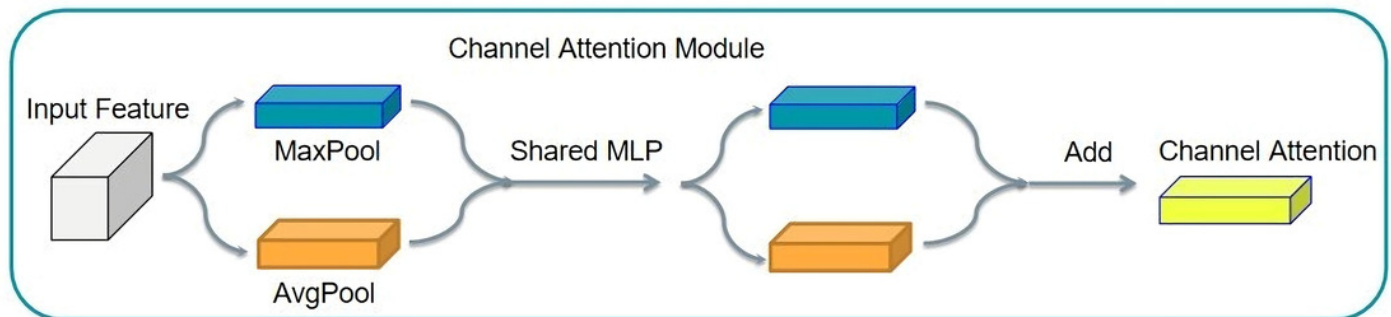 Channel Attention Module
Input Feature
MaxPool
AvgPool
Shared MLP
Add
Channel Attention